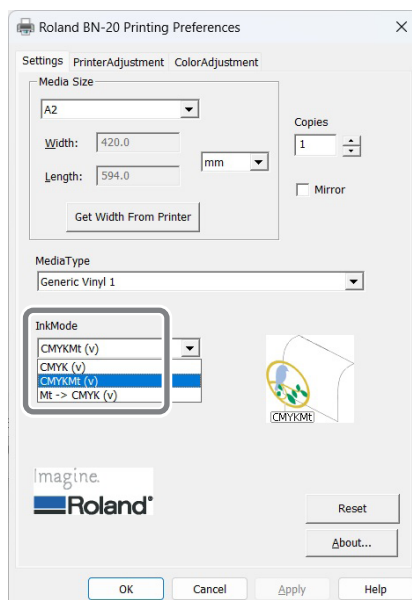 Roland BN-20 Printing Preferences
Settings PrinterAdjustment ColorAdjustment
Media Size
A2
Width: 420.0
Length: 594.0
mm
Get Width From Printer
Copies
1
Mirror
MediaType
Generic Vinyl 1
InkMode
CMYKMt (v)
CMYK (v)
CMYKMt (v)
Mt -> CMYK (v)
CMYKMt
Imagine.
Roland
Reset
About...
OK Cancel Apply Help